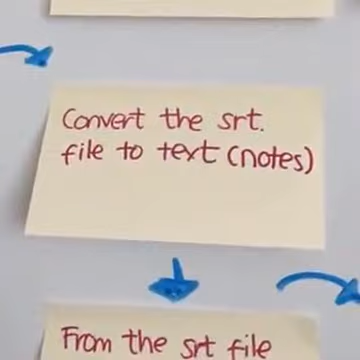 Convert the srt.
file to text (notes)
From the srt file